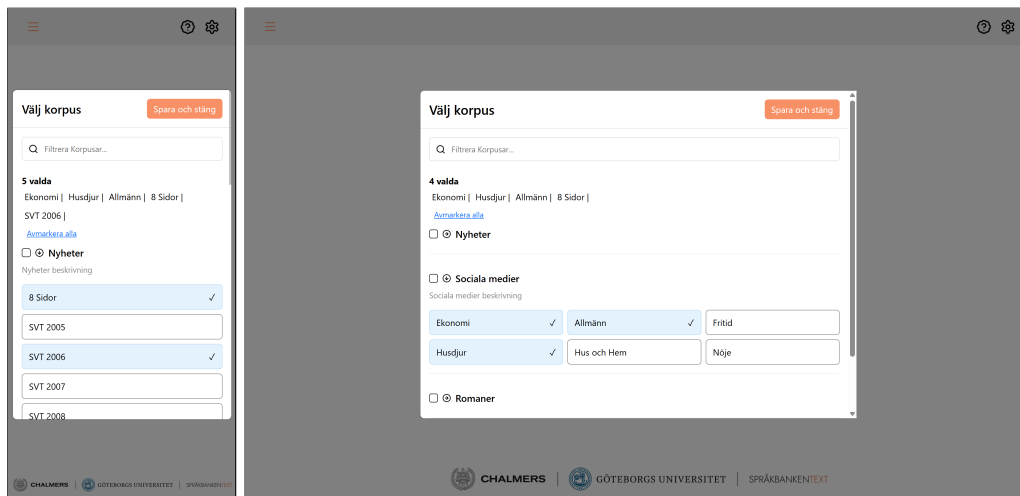 Välj korpus
Spara och stäng
Filtrera Korpusar...
5 valda
Ekonomi | Husdjur | Allmänn | 8 Sidor |
SVT 2006 |
Avmarkera alla
Nyheter
Nyheter beskrivning
8 Sidor ✓
SVT 2005
SVT 2006 ✓
SVT 2007
SVT 2008
CHALMERS | GÖTEBORGS UNIVERSITET | SPRÅKBANKENTEXT
Välj korpus
Spara och stäng
Filtrera Korpusar...
4 valda
Ekonomi | Husdjur | Allmänn | 8 Sidor |
Avmarkera alla
Nyheter
Sociala medier
Sociala medier beskrivning
Ekonomi ✓ Allmänn ✓ Fritid
Husdjur ✓ Hus och Hem Nöje
Romaner
CHALMERS | GÖTEBORGS UNIVERSITET | SPRÅKBANKENTEXT